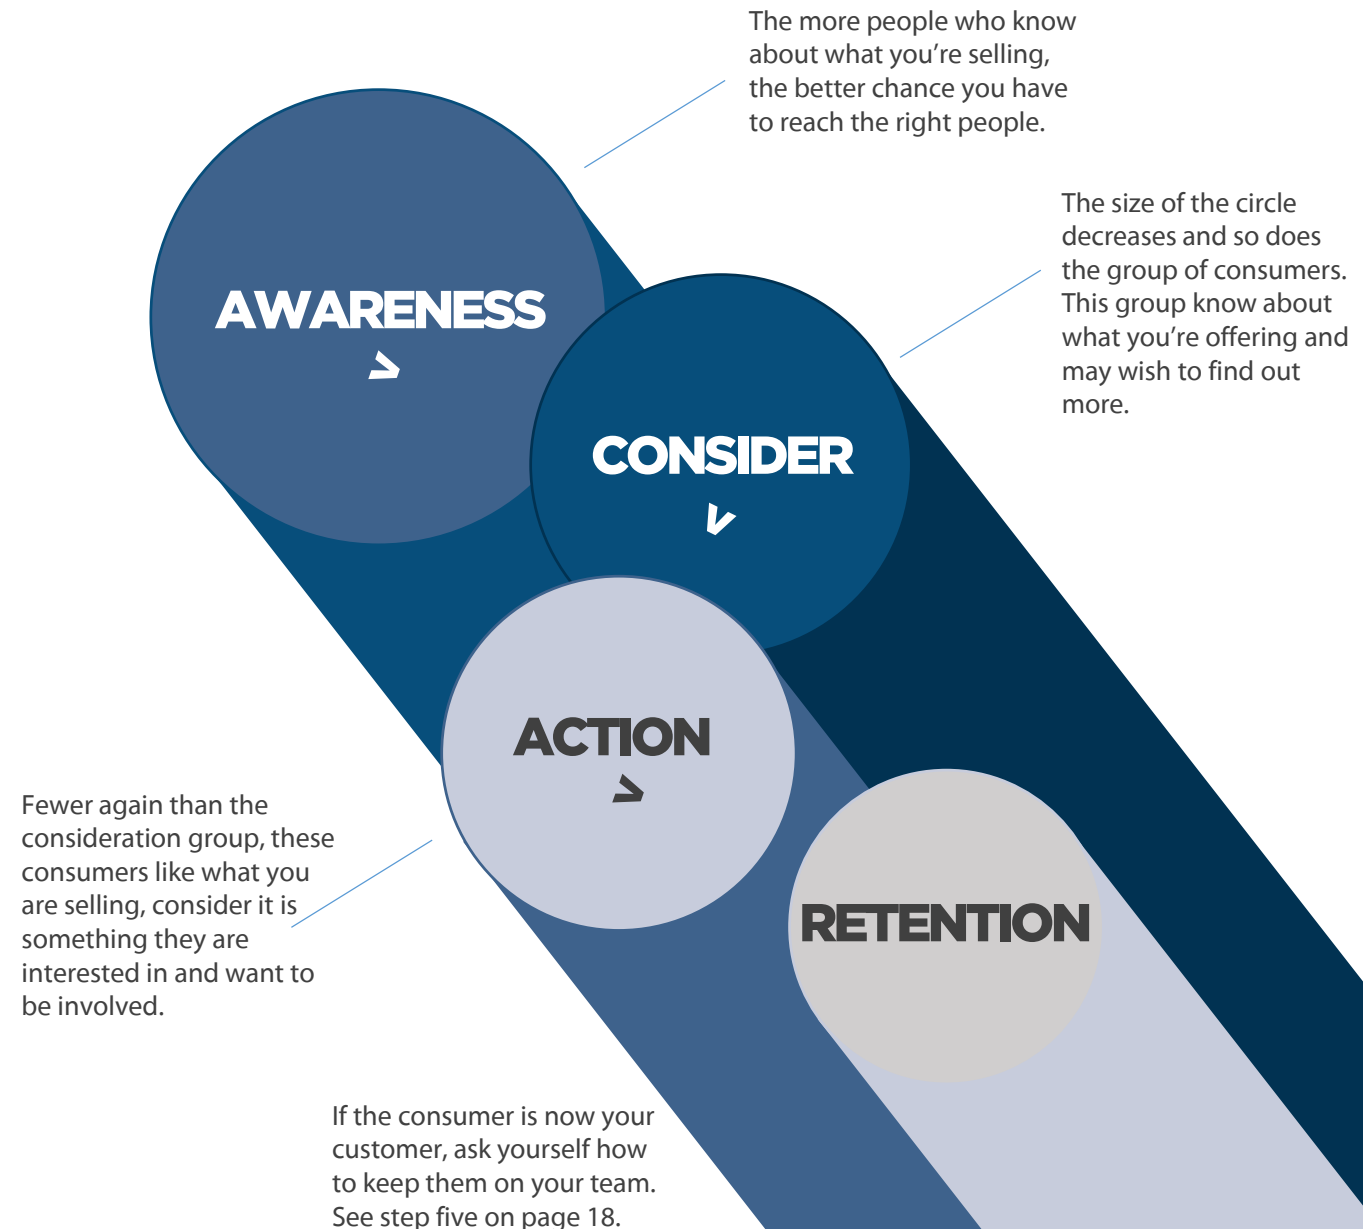 The more people who know
about what you’re selling,
the better chance you have
to reach the right people.
The size of the circle
decreases and so does
the group of consumers.
This group know about
what you’re offering and
may wish to find out
more.
AWARENESS
>
CONSIDER
>
ACTION
>
RETENTION
Fewer again than the
consideration group, these
consumers like what you
are selling, consider it is
something they are
interested in and want to
be involved.
If the consumer is now your
customer, ask yourself how
to keep them on your team.
See step five on page 18.